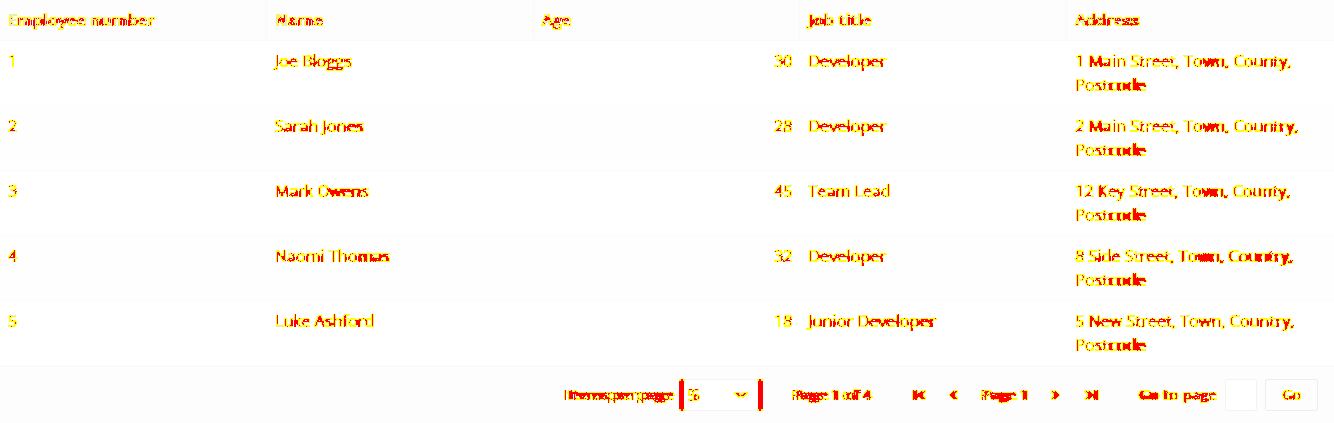 Employee number Name Age Job title Address
1 Joe Bloggs 30 Developer 1 Main Street, Town, County,
Postcode
2 Sarah Jones 28 Developer 2 Main Street, Town, Country,
Postcode
3 Mark Owens 45 Team Lead 12 Key Street, Town, County,
Postcode
4 Naomi Thomas 32 Developer 8 Side Street, Town, Country,
Postcode
5 Luke Ashford 18 Junior Developer 5 New Street, Town, Country,
Postcode
Items per page 5 Page 1 of 4 Page 1 Go to page Go